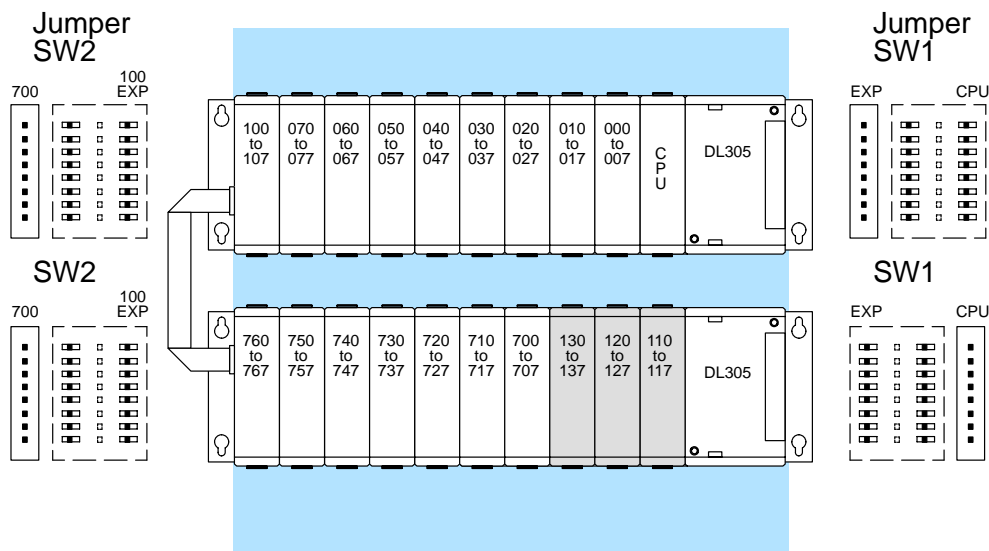 Jumper
SW2
100
700 EXP
Jumper
SW1
EXP CPU
100 to 107
070 to 077
060 to 067
050 to 057
040 to 047
030 to 037
020 to 027
010 to 017
000 to 007
CPU
DL305
SW2
100
700 EXP
SW1
EXP CPU
760 to 767
750 to 757
740 to 747
730 to 737
720 to 727
710 to 717
700 to 707
130 to 137
120 to 127
110 to 117
DL305